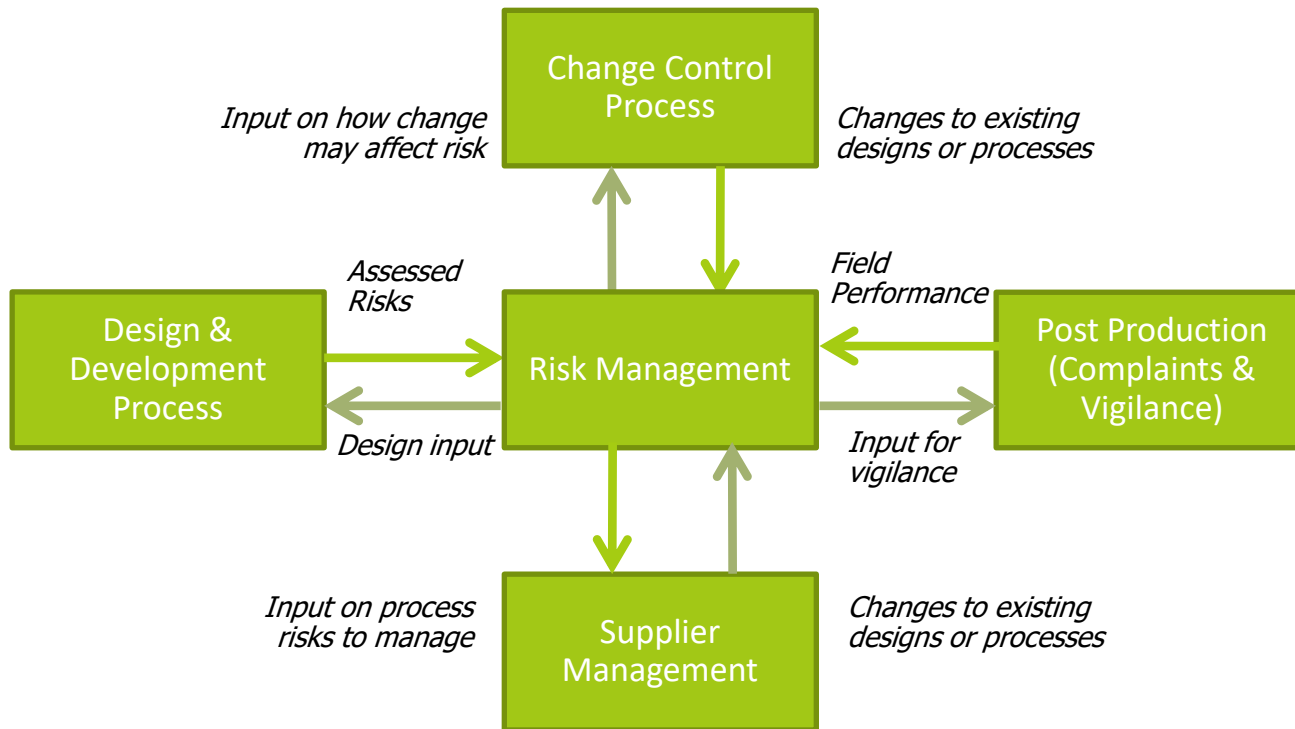 Change Control
Process
Input on how change
may affect risk
Changes to existing
designs or processes
Assessed
Risks
Field
Performance
Design &
Development
Process
Risk Management
Post Production
(Complaints &
Vigilance)
Design input
Input for
vigilance
Input on process
risks to manage
Supplier
Management
Changes to existing
designs or processes